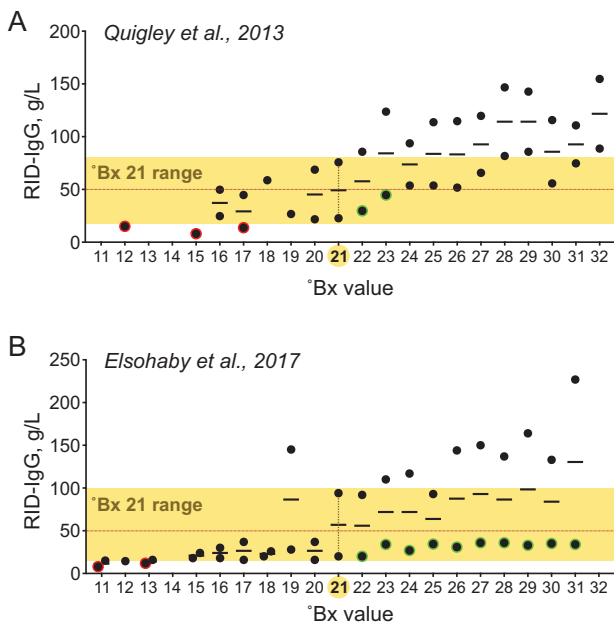 A
Quigley et al., 2013
200
150
100
50
0
RID-IgG, g/L
°Bx 21 range
11 12 13 14 15 16 17 18 19 20 21 22 23 24 25 26 27 28 29 30 31 32
°Bx value
B
Elsohaby et al., 2017
250
200
150
100
50
0
RID-IgG, g/L
°Bx 21 range
11 12 13 14 15 16 17 18 19 20 21 22 23 24 25 26 27 28 29 30 31 32
°Bx value